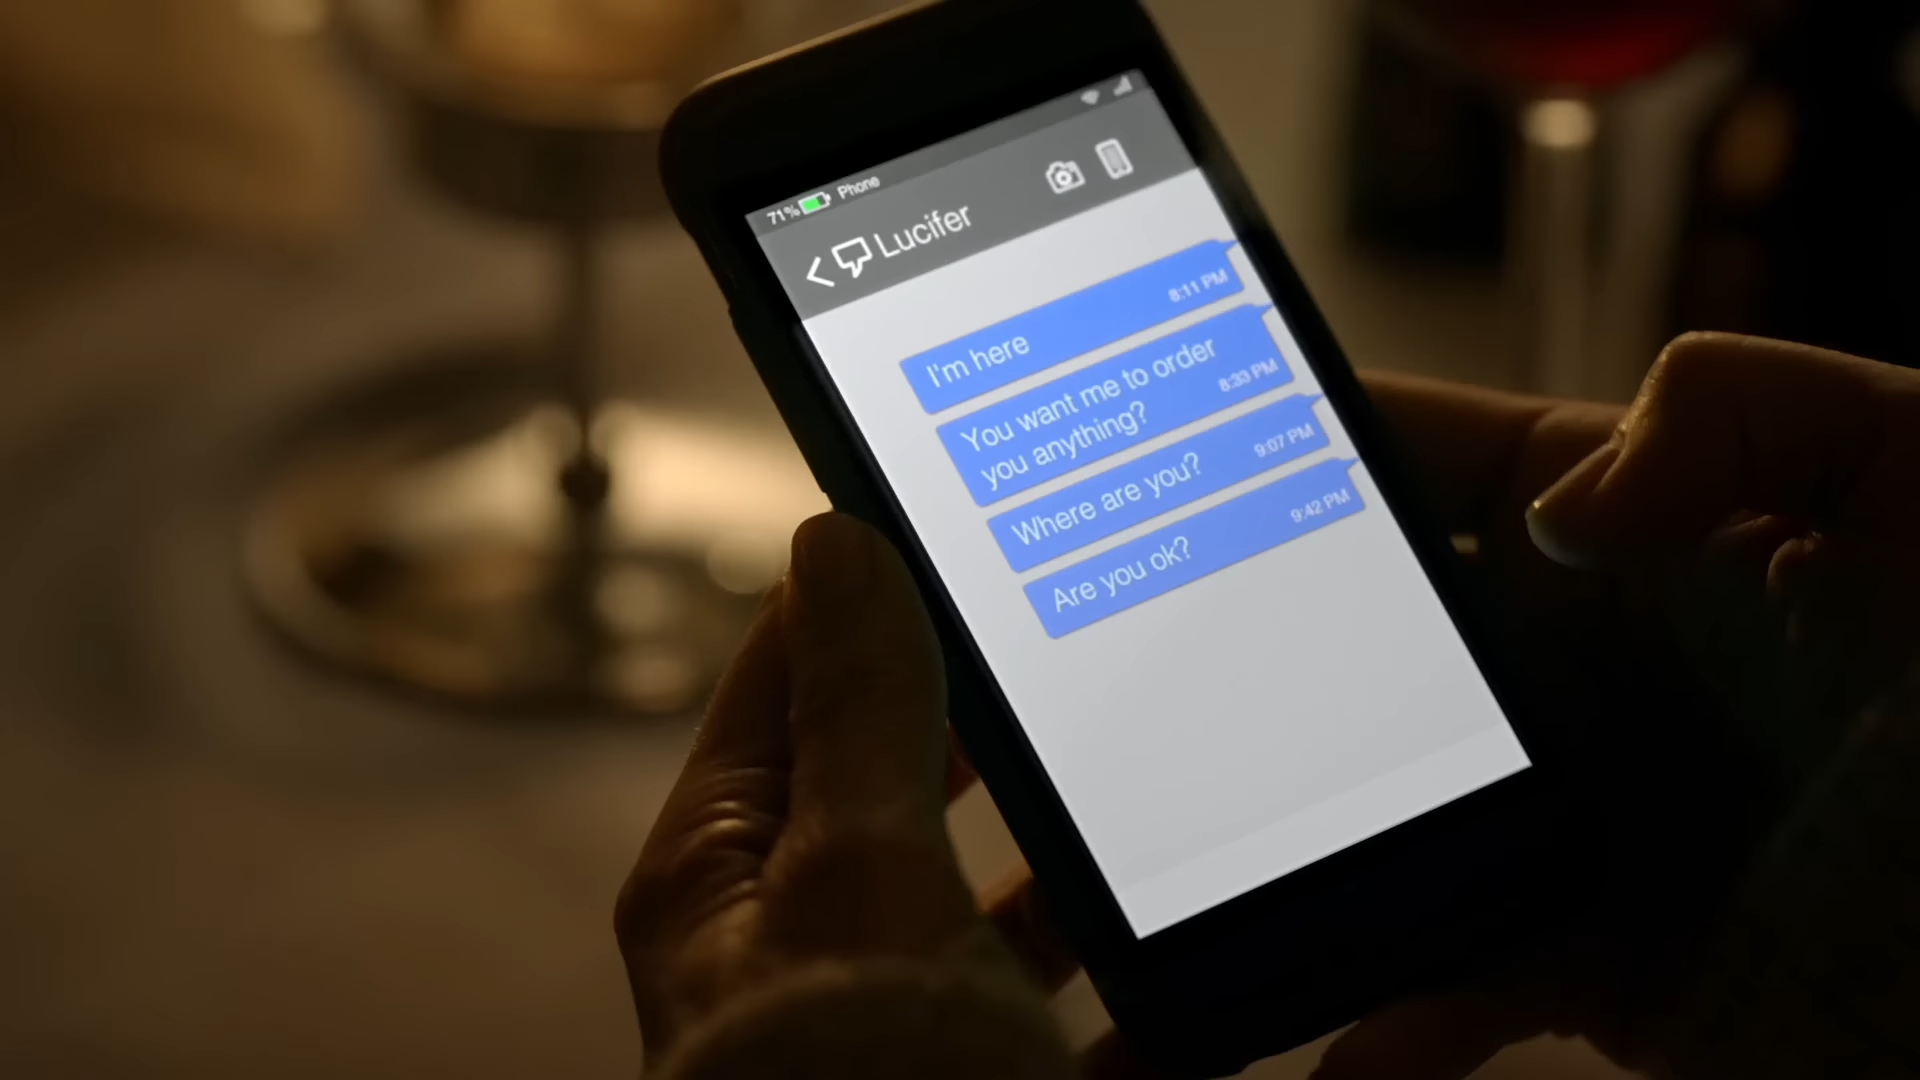 71% Phone
Lucifer
I'm here
8:11 PM
You want me to order
you anything?
8:33 PM
Where are you?
9:07 PM
Are you ok?
9:42 PM